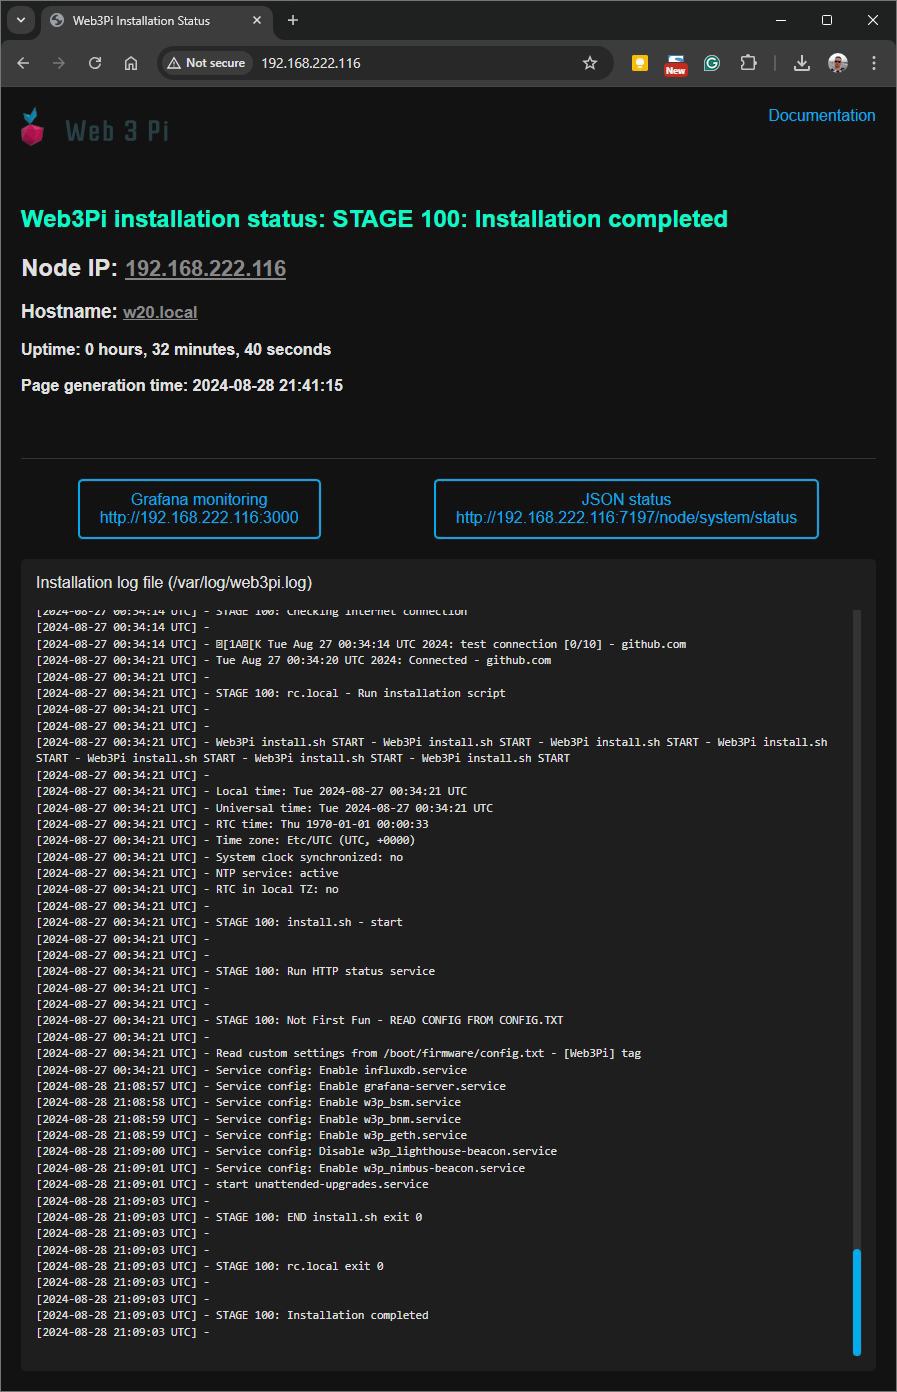 Web3Pi Installation Status
Not secure
192.168.222.116
New
Web 3 Pi
Documentation
Web3Pi installation status: STAGE 100: Installation completed
Node IP: 192.168.222.116
Hostname: w20.local
Uptime: 0 hours, 32 minutes, 40 seconds
Page generation time: 2024-08-28 21:41:15
Grafana monitoring
http://192.168.222.116:3000
JSON status
http://192.168.222.116:7197/node/system/status
Installation log file (/var/log/web3pi.log)
[2024-08-27 00:34:14 UTC] - STAGE 100: Checking internet connection
[2024-08-27 00:34:14 UTC] -
[2024-08-27 00:34:14 UTC] - [1A[K Tue Aug 27 00:34:14 UTC 2024: test connection [0/10] - github.com
[2024-08-27 00:34:21 UTC] - Tue Aug 27 00:34:20 UTC 2024: Connected - github.com
[2024-08-27 00:34:21 UTC] -
[2024-08-27 00:34:21 UTC] - STAGE 100: rc.local - Run installation script
[2024-08-27 00:34:21 UTC] -
[2024-08-27 00:34:21 UTC] -
[2024-08-27 00:34:21 UTC] - Web3Pi install.sh START - Web3Pi install.sh START - Web3Pi install.sh START - Web3Pi install.sh
START - Web3Pi install.sh START - Web3Pi install.sh START - Web3Pi install.sh START
[2024-08-27 00:34:21 UTC] -
[2024-08-27 00:34:21 UTC] - Local time: Tue 2024-08-27 00:34:21 UTC
[2024-08-27 00:34:21 UTC] - Universal time: Tue 2024-08-27 00:34:21 UTC
[2024-08-27 00:34:21 UTC] - RTC time: Thu 1970-01-01 00:00:33
[2024-08-27 00:34:21 UTC] - Time zone: Etc/UTC (UTC, +0000)
[2024-08-27 00:34:21 UTC] - System clock synchronized: no
[2024-08-27 00:34:21 UTC] - NTP service: active
[2024-08-27 00:34:21 UTC] - RTC in local TZ: no
[2024-08-27 00:34:21 UTC] -
[2024-08-27 00:34:21 UTC] - STAGE 100: install.sh - start
[2024-08-27 00:34:21 UTC] -
[2024-08-27 00:34:21 UTC] -
[2024-08-27 00:34:21 UTC] - STAGE 100: Run HTTP status service
[2024-08-27 00:34:21 UTC] -
[2024-08-27 00:34:21 UTC] -
[2024-08-27 00:34:21 UTC] - STAGE 100: Not First Fun - READ CONFIG FROM CONFIG.TXT
[2024-08-27 00:34:21 UTC] -
[2024-08-27 00:34:21 UTC] - Read custom settings from /boot/firmware/config.txt - [Web3Pi] tag
[2024-08-27 00:34:21 UTC] - Service config: Enable influxdb.service
[2024-08-28 21:08:57 UTC] - Service config: Enable grafana-server.service
[2024-08-28 21:08:58 UTC] - Service config: Enable w3p_bsm.service
[2024-08-28 21:08:59 UTC] - Service config: Enable w3p_bnm.service
[2024-08-28 21:08:59 UTC] - Service config: Enable w3p_geth.service
[2024-08-28 21:09:00 UTC] - Service config: Disable w3p_lighthouse-beacon.service
[2024-08-28 21:09:01 UTC] - Service config: Enable w3p_nimbus-beacon.service
[2024-08-28 21:09:01 UTC] - start unattended-upgrades.service
[2024-08-28 21:09:03 UTC] -
[2024-08-28 21:09:03 UTC] - STAGE 100: END install.sh exit 0
[2024-08-28 21:09:03 UTC] -
[2024-08-28 21:09:03 UTC] -
[2024-08-28 21:09:03 UTC] - STAGE 100: rc.local exit 0
[2024-08-28 21:09:03 UTC] -
[2024-08-28 21:09:03 UTC] -
[2024-08-28 21:09:03 UTC] - STAGE 100: Installation completed
[2024-08-28 21:09:03 UTC] -